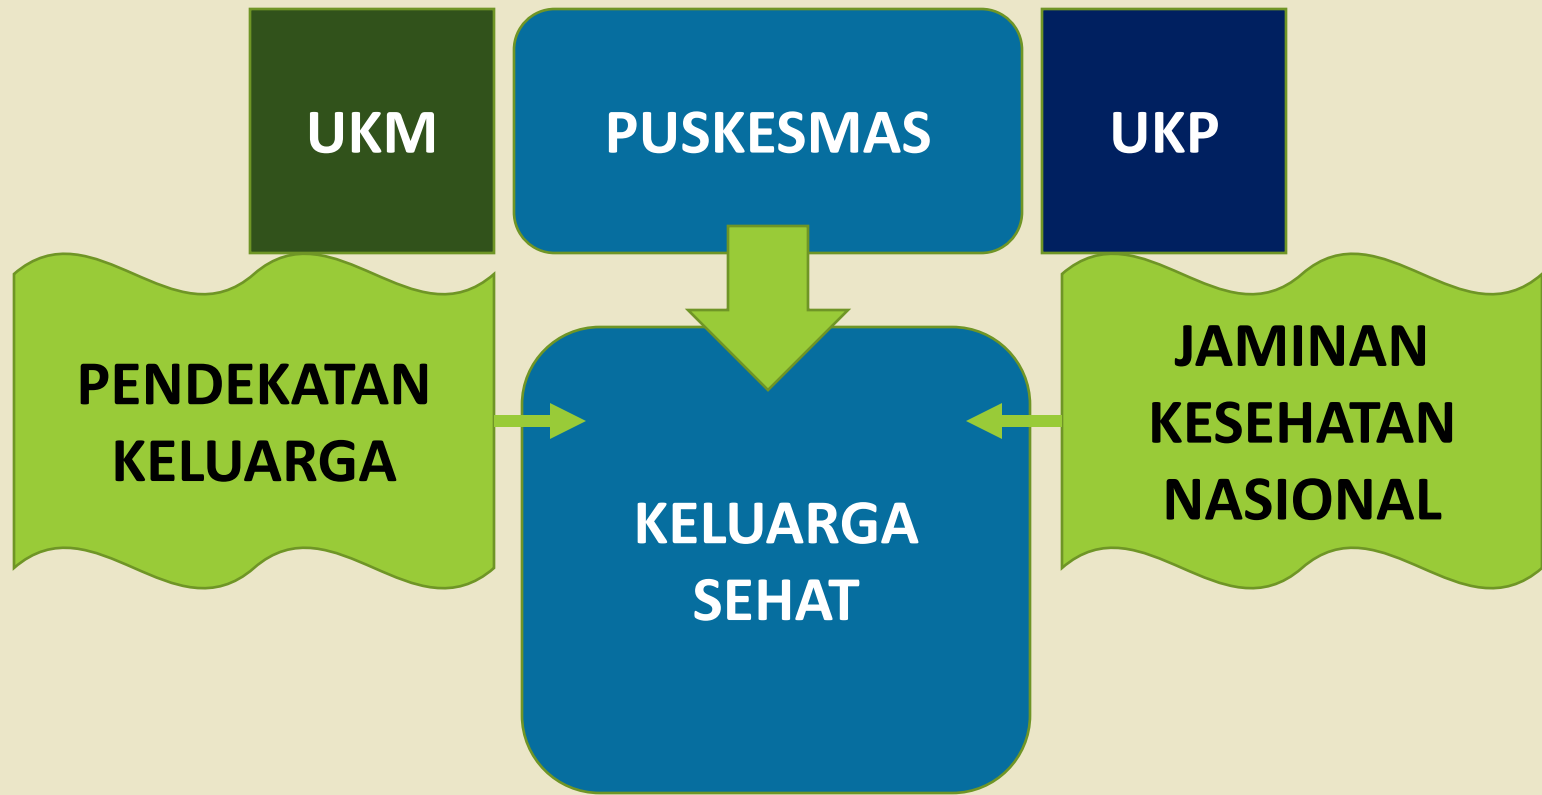 UKM
PUSKESMAS
UKP
PENDEKATAN
KELUARGA
JAMINAN
KESEHATAN
NASIONAL
KELUARGA
SEHAT